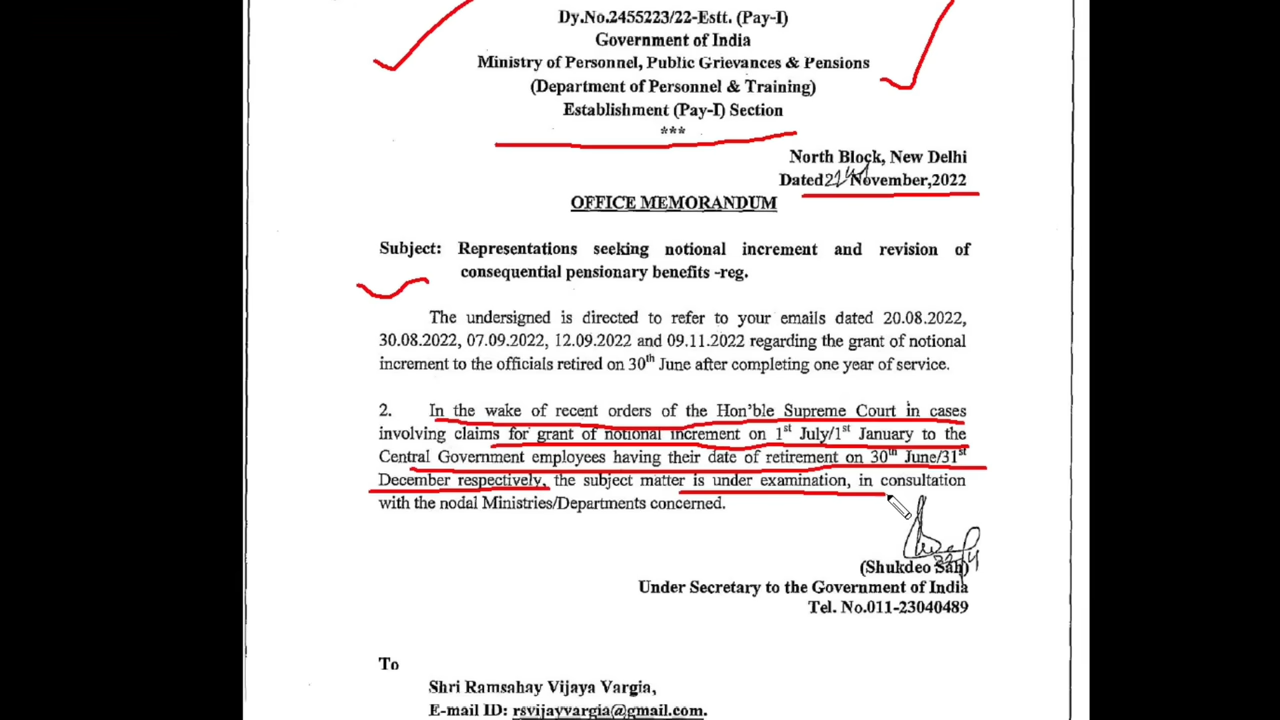 Dy.No.2455223/22-Estt. (Pay-I)
Government of India
Ministry of Personnel, Public Grievances & Pensions
(Department of Personnel & Training)
Establishment (Pay-I) Section
***
North Block, New Delhi
Dated November,2022
OFFICE MEMORANDUM
Subject: Representations seeking notional increment and revision of
consequential pensionary benefits -reg.
The undersigned is directed to refer to your emails dated 20.08.2022,
30.08.2022, 07.09.2022, 12.09.2022 and 09.11.2022 regarding the grant of notional
increment to the officials retired on 30th June after completing one year of service.
2. In the wake of recent orders of the Hon'ble Supreme Court in cases
involving claims for grant of notional increment on 1st July/1st January to the
Central Government employees having their date of retirement on 30th June/31st
December respectively, the subject matter is under examination, in consultation
with the nodal Ministries/Departments concerned.
(Shukdeo Sah)
Under Secretary to the Government of India
Tel. No.011-23040489
To
Shri Ramsahay Vijaya Vargia,
E-mail ID: rsvijayvargia@gmail.com.